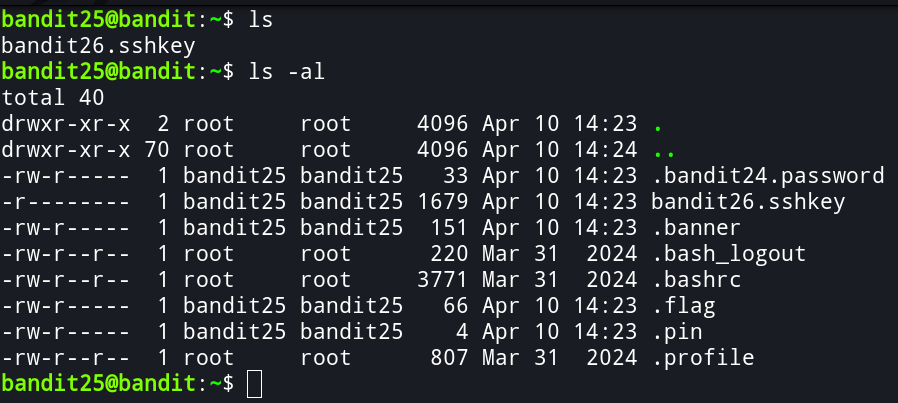 bandit25@bandit:~$ ls
bandit26.sshkey
bandit25@bandit:~$ ls -al
total 40
drwxr-xr-x  2 root     root     4096 Apr 10 14:23 .
drwxr-xr-x 70 root     root     4096 Apr 10 14:24 ..
-rw-r-----  1 bandit25 bandit25   33 Apr 10 14:23 .bandit24.password
-r--------  1 bandit25 bandit25 1679 Apr 10 14:23 bandit26.sshkey
-rw-r-----  1 bandit25 bandit25  151 Apr 10 14:23 .banner
-rw-r--r--  1 root     root      220 Mar 31  2024 .bash_logout
-rw-r--r--  1 root     root     3771 Mar 31  2024 .bashrc
-rw-r-----  1 bandit25 bandit25   66 Apr 10 14:23 .flag
-rw-r-----  1 bandit25 bandit25    4 Apr 10 14:23 .pin
-rw-r--r--  1 root     root      807 Mar 31  2024 .profile
bandit25@bandit:~$